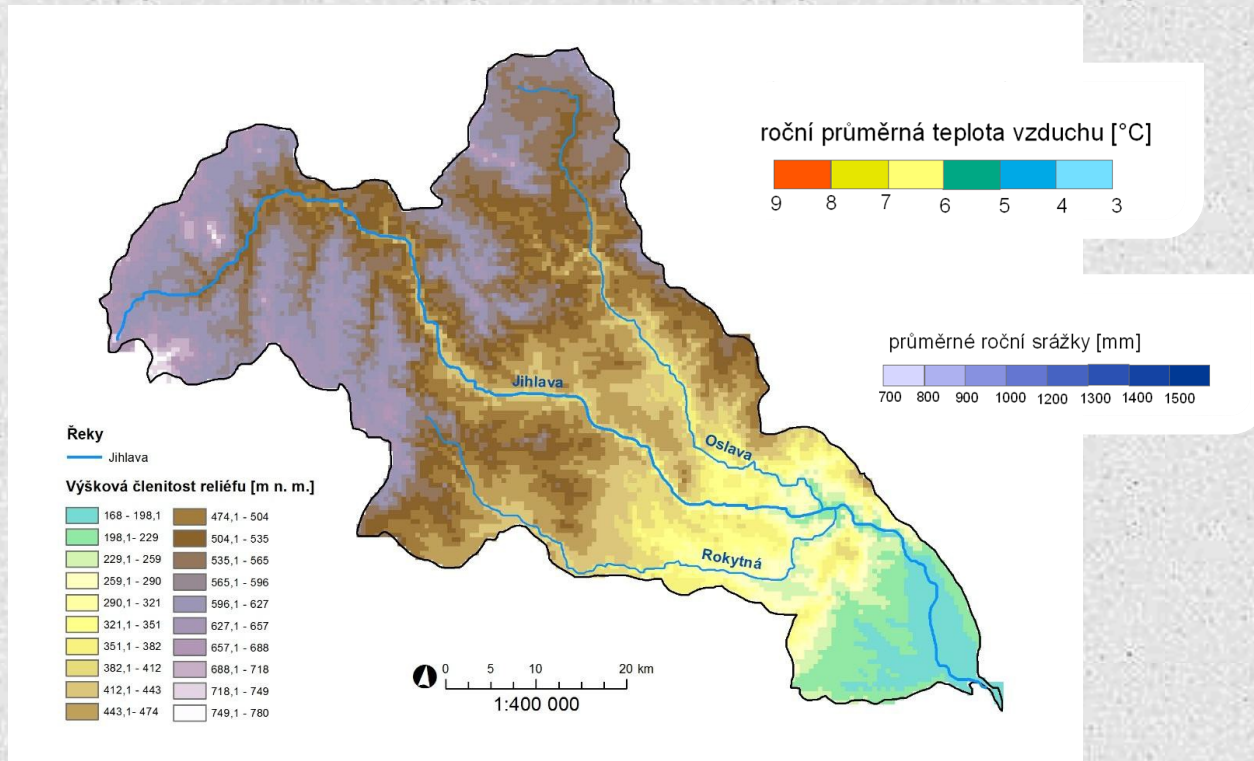 roční průměrná teplota vzduchu [°C]
9 8 7 6 5 4 3
průměrné roční srážky [mm]
700 800 900 1000 1200 1300 1400 1500
Jihlava
Oslava
Rokytná
Řeky
Jihlava
Výšková členitost reliéfu [m n. m.]
168 - 198,1
198,1- 229
229,1 - 259
259,1 - 290
290,1 - 321
321,1 - 351
351,1 - 382
382,1 - 412
412,1 - 443
443,1- 474
474,1 - 504
504,1 - 535
535,1 - 565
565,1 - 596
596,1 - 627
627,1 - 657
657,1 - 688
688,1 - 718
718,1 - 749
749,1 - 780
0 5 10 20 km
1:400 000